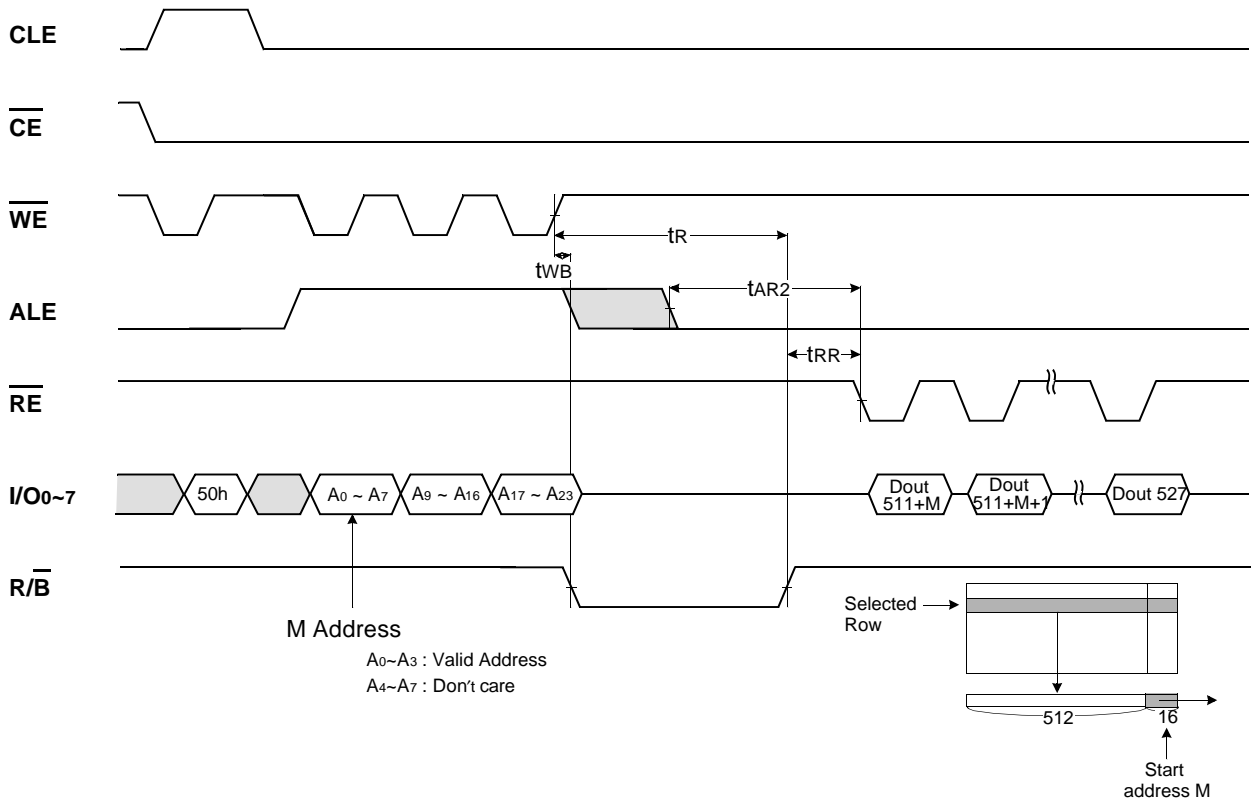 CLE
CE
WE
tR
tWB
ALE
tAR2
tRR
RE
I/O0~7
50h
A0 ~ A7
A9 ~ A16
A17 ~ A23
Dout
511+M
Dout
511+M+1
Dout 527
R/B
M Address
A0~A3 : Valid Address
A4~A7 : Don't care
Selected
Row
512
16
Start
address M